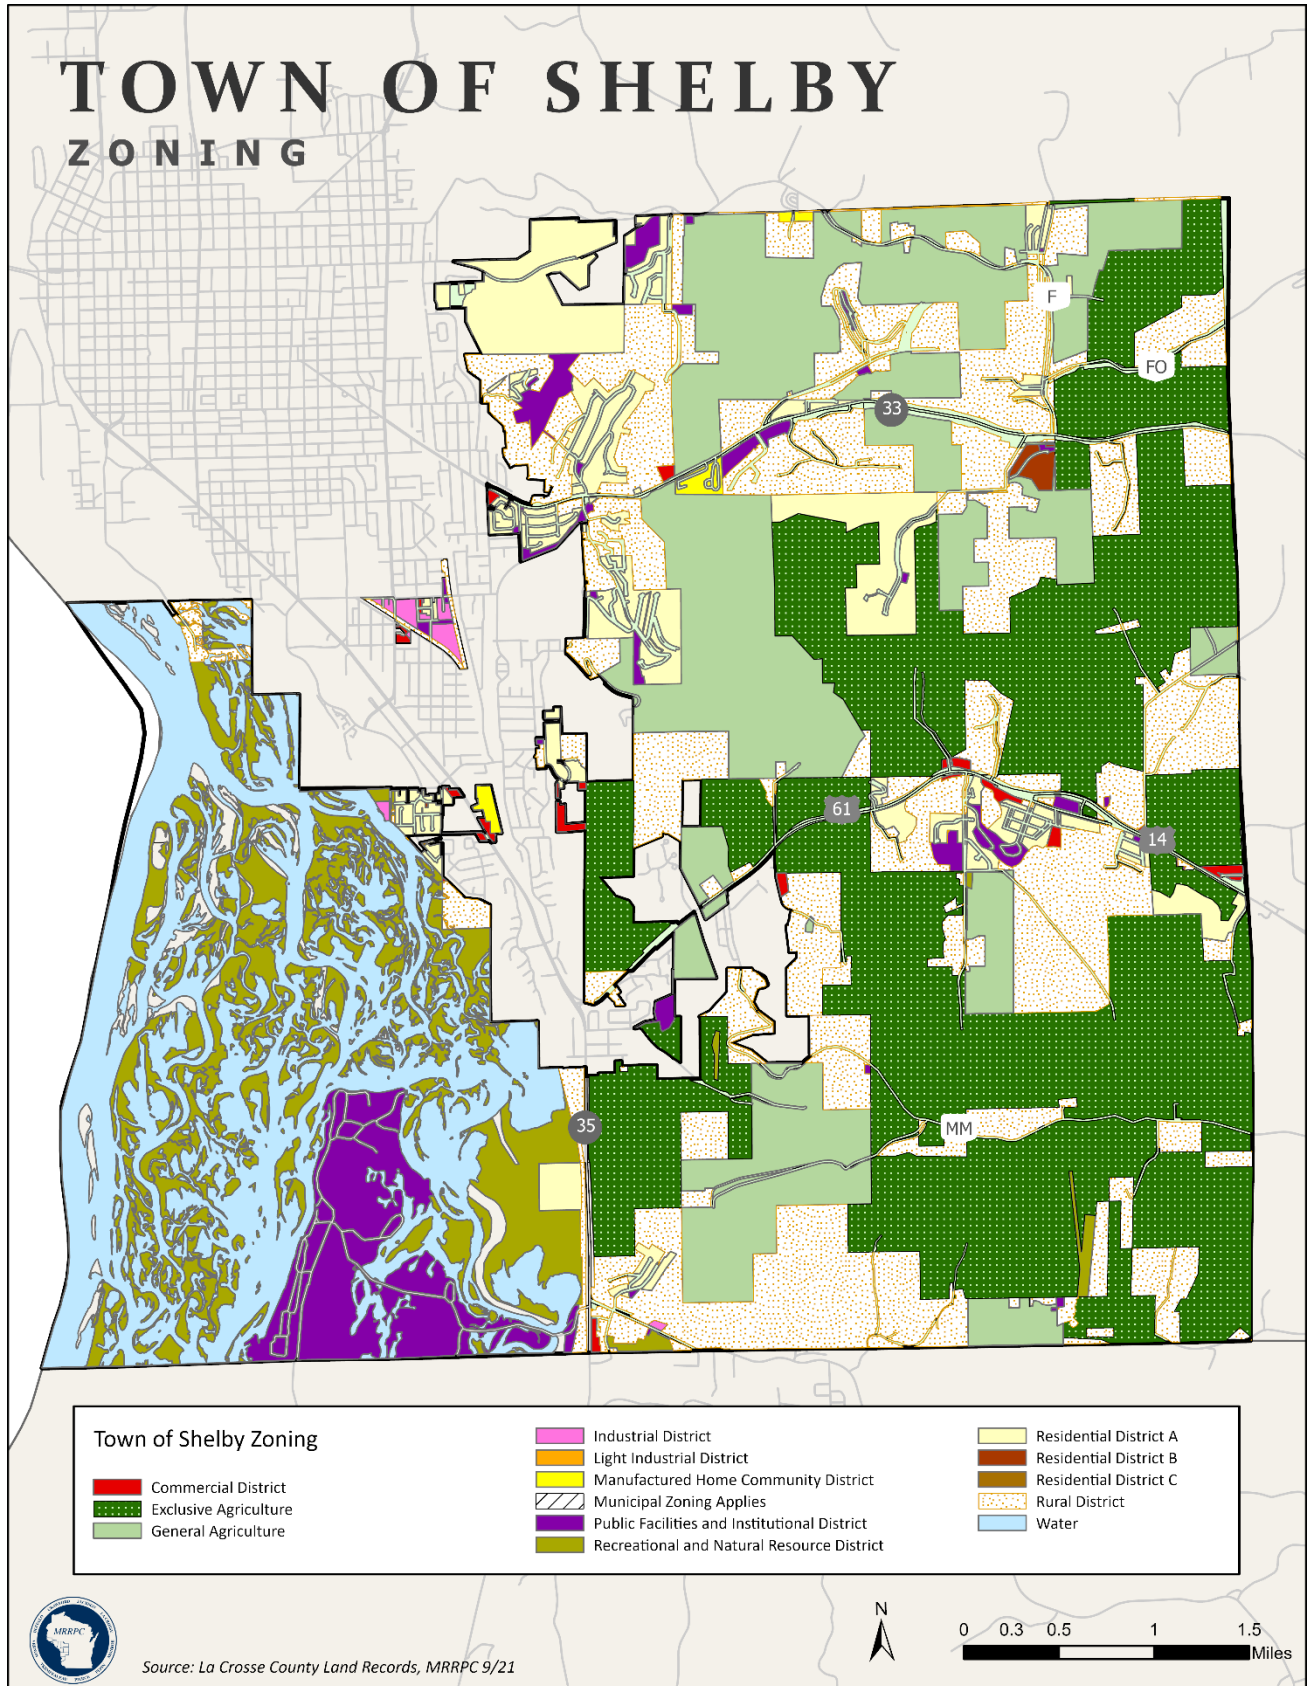 TOWN OF SHELBY
ZONING
F
FO
33
61
14
35
MM
Town of Shelby Zoning
Commercial District
Exclusive Agriculture
General Agriculture
Industrial District
Light Industrial District
Manufactured Home Community District
Municipal Zoning Applies
Public Facilities and Institutional District
Recreational and Natural Resource District
Residential District A
Residential District B
Residential District C
Rural District
Water
MRRPC
Source: La Crosse County Land Records, MRRPC 9/21
N
0 0.3 0.5 1 1.5
Miles